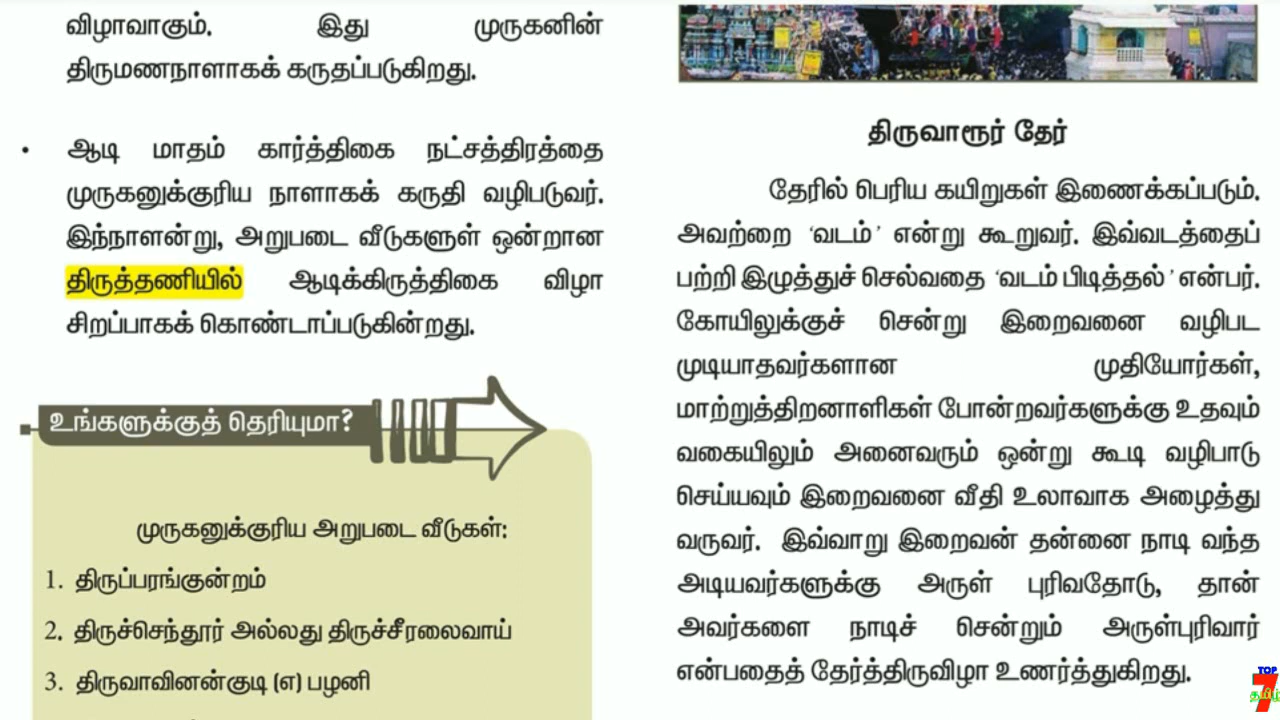 விழாவாகும். இது முருகனின்
திருமணநாளாகக் கருதப்படுகிறது.
• ஆடி மாதம் கார்த்திகை நட்சத்திரத்தை
முருகனுக்குரிய நாளாகக் கருதி வழிபடுவர்.
இந்நாளன்று, அறுபடை வீடுகளுள் ஒன்றான
திருத்தணியில் ஆடிக்கிருத்திகை விழா
சிறப்பாகக் கொண்டாப்படுகின்றது.
உங்களுக்குத் தெரியுமா?
முருகனுக்குரிய அறுபடை வீடுகள்:
1. திருப்பரங்குன்றம்
2. திருச்செந்தூர் அல்லது திருச்சீரலைவாய்
3. திருவாவினன்குடி (எ) பழனி
திருவாரூர் தேர்
தேரில் பெரிய கயிறுகள் இணைக்கப்படும்.
அவற்றை ‘வடம்’ என்று கூறுவர். இவ்வடத்தைப்
பற்றி இழுத்துச் செல்வதை ‘வடம் பிடித்தல்’ என்பர்.
கோயிலுக்குச் சென்று இறைவனை வழிபட
முடியாதவர்களான முதியோர்கள்,
மாற்றுத்திறனாளிகள் போன்றவர்களுக்கு உதவும்
வகையிலும் அனைவரும் ஒன்று கூடி வழிபாடு
செய்யவும் இறைவனை வீதி உலாவாக அழைத்து
வருவர். இவ்வாறு இறைவன் தன்னை நாடி வந்த
அடியவர்களுக்கு அருள் புரிவதோடு, தான்
அவர்களை நாடிச் சென்றும் அருள்புரிவார்
என்பதைத் தேர்த்திருவிழா உணர்த்துகிறது.
TOP
7
தமிழ்